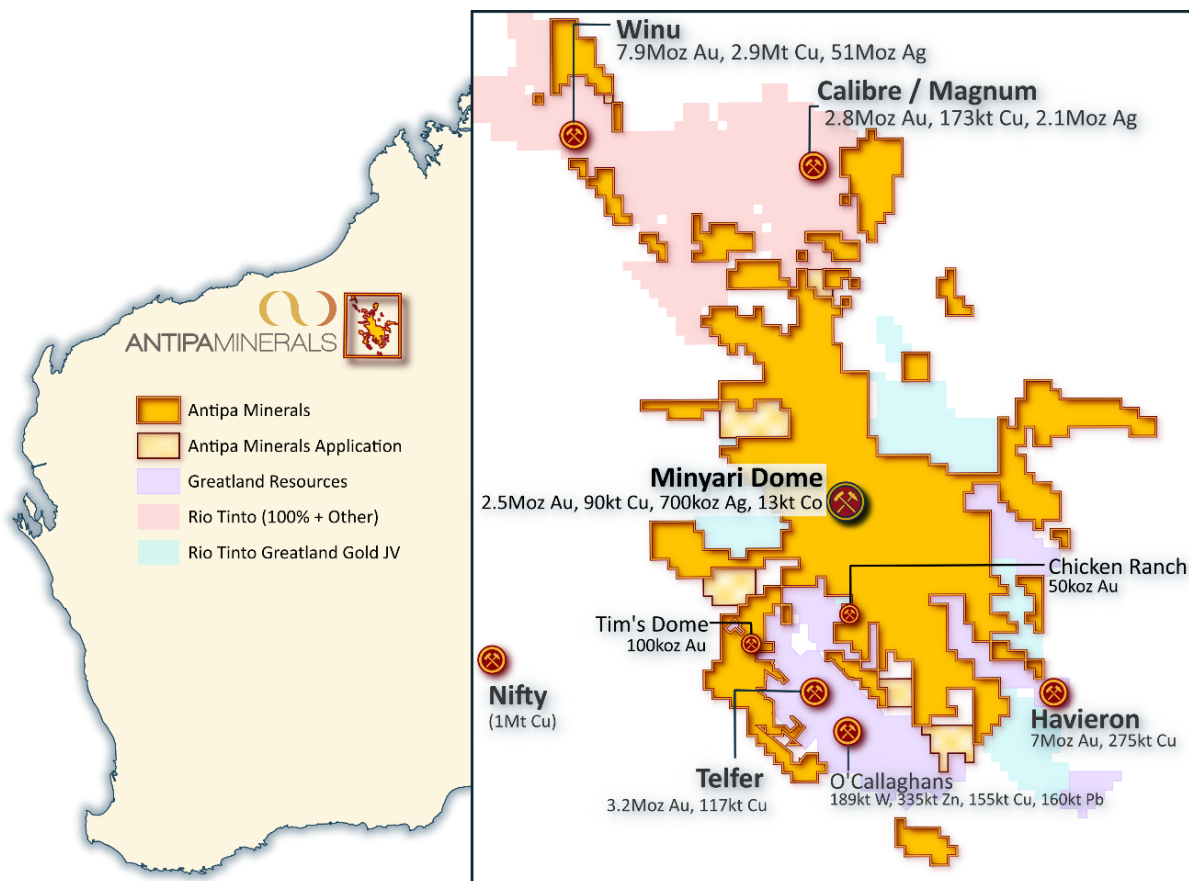 Winu
7.9Moz Au, 2.9Mt Cu, 51Moz Ag
Calibre / Magnum
2.8Moz Au, 173kt Cu, 2.1Moz Ag
ANTIPAMINERALS
Antipa Minerals
Antipa Minerals Application
Greatland Resources
Rio Tinto (100% + Other)
Rio Tinto Greatland Gold JV
Minyari Dome
2.5Moz Au, 90kt Cu, 700koz Ag, 13kt Co
Chicken Ranch
50koz Au
Tim's Dome
100koz Au
Nifty
(1Mt Cu)
Havieron
7Moz Au, 275kt Cu
Telfer
3.2Moz Au, 117kt Cu
O'Callaghans
189kt W, 335kt Zn, 155kt Cu, 160kt Pb